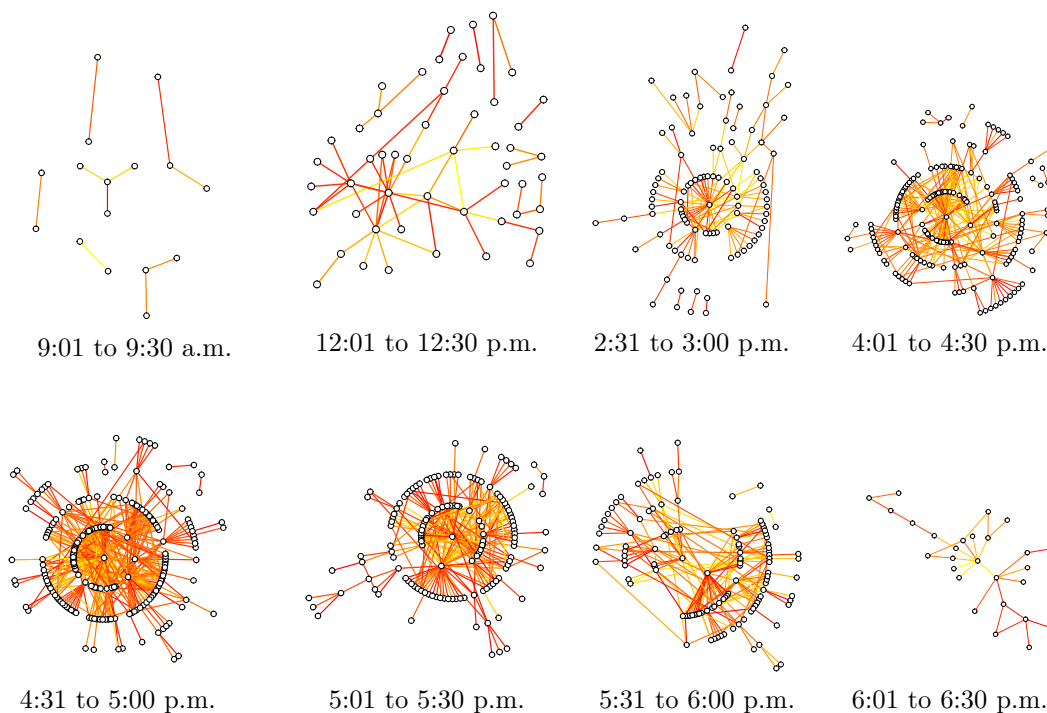 9:01 to 9:30 a.m.
12:01 to 12:30 p.m.
2:31 to 3:00 p.m.
4:01 to 4:30 p.m.
4:31 to 5:00 p.m.
5:01 to 5:30 p.m.
5:31 to 6:00 p.m.
6:01 to 6:30 p.m.